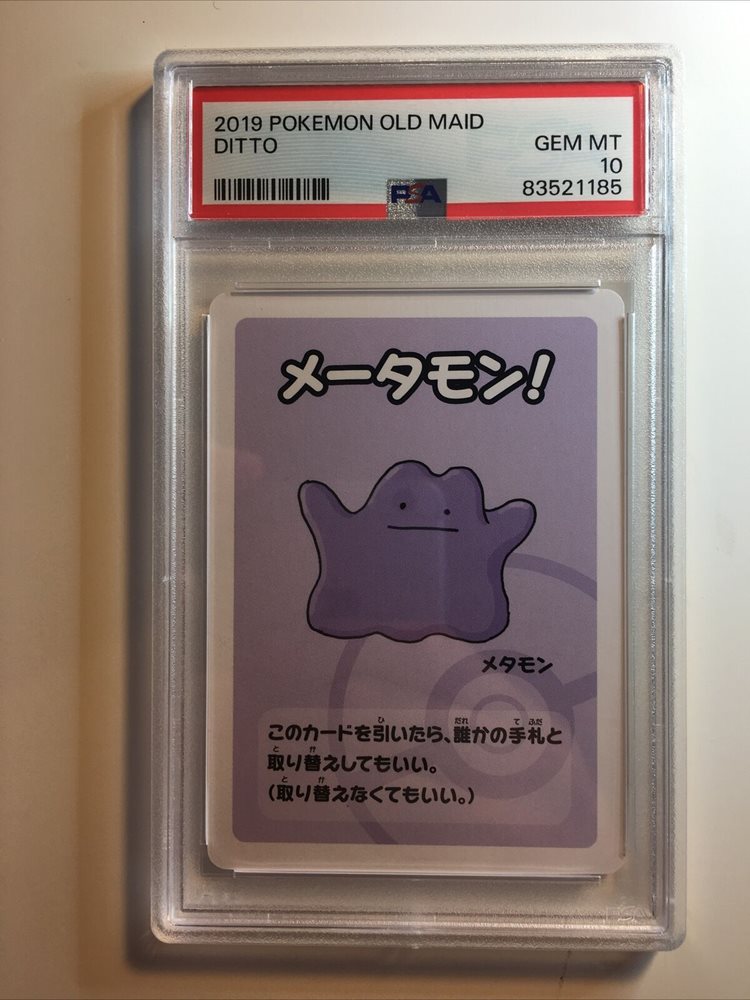 2019 POKEMON OLD MAID
DITTO GEM MT
10
83521185
PSA
メータモン!
メタモン
このカードを引いたら、誰かの手札と
取り替えしてもいい。
(取り替えなくてもいい。)